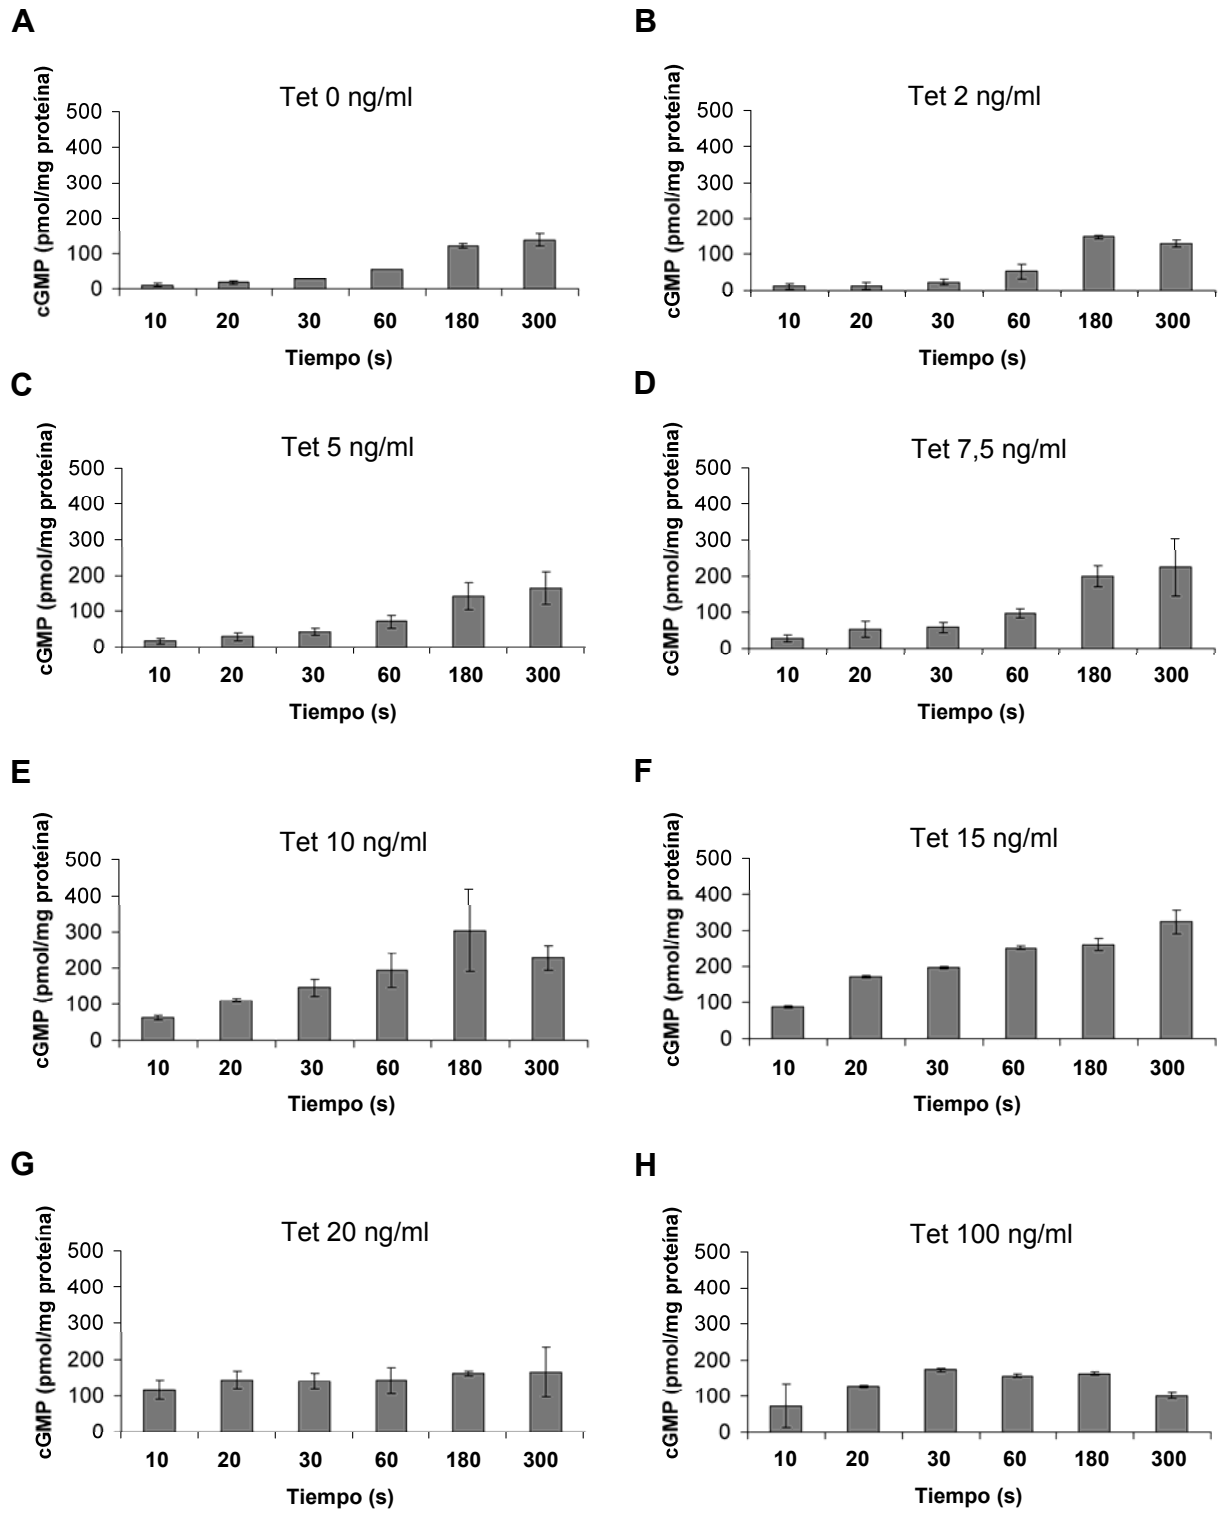 A
Tet 0 ng/ml
cGMP (pmol/mg proteína)
500
400
300
200
100
0
10 20 30 60 180 300
Tiempo (s)
B
Tet 2 ng/ml
cGMP (pmol/mg proteína)
500
400
300
200
100
0
10 20 30 60 180 300
Tiempo (s)
C
Tet 5 ng/ml
cGMP (pmol/mg proteína)
500
400
300
200
100
0
10 20 30 60 180 300
Tiempo (s)
D
Tet 7,5 ng/ml
cGMP (pmol/mg proteína)
500
400
300
200
100
0
10 20 30 60 180 300
Tiempo (s)
E
Tet 10 ng/ml
cGMP (pmol/mg proteína)
500
400
300
200
100
0
10 20 30 60 180 300
Tiempo (s)
F
Tet 15 ng/ml
cGMP (pmol/mg proteína)
500
400
300
200
100
0
10 20 30 60 180 300
Tiempo (s)
G
Tet 20 ng/ml
cGMP (pmol/mg proteína)
500
400
300
200
100
0
10 20 30 60 180 300
Tiempo (s)
H
Tet 100 ng/ml
cGMP (pmol/mg proteína)
500
400
300
200
100
0
10 20 30 60 180 300
Tiempo (s)